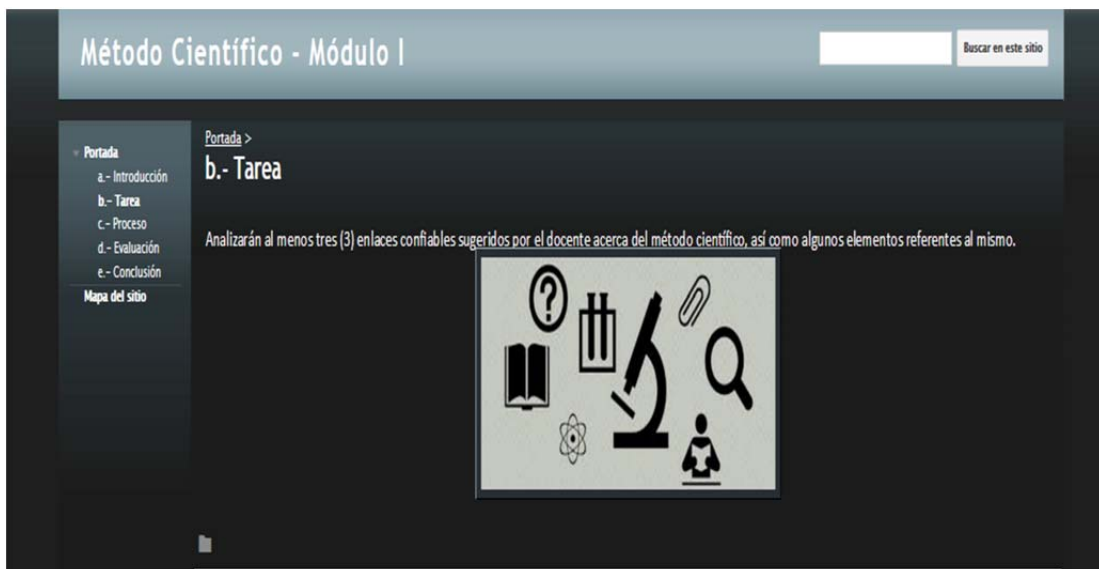 Método Científico - Módulo I
Buscar en este sitio
Portada
a.- Introducción
b.- Tarea
c.- Proceso
d.- Evaluación
e.- Conclusión
Mapa del sitio
Portada >
b.- Tarea
Analizarán al menos tres (3) enlaces confiables sugeridos por el docente acerca del método científico, así como algunos elementos referentes al mismo.
?